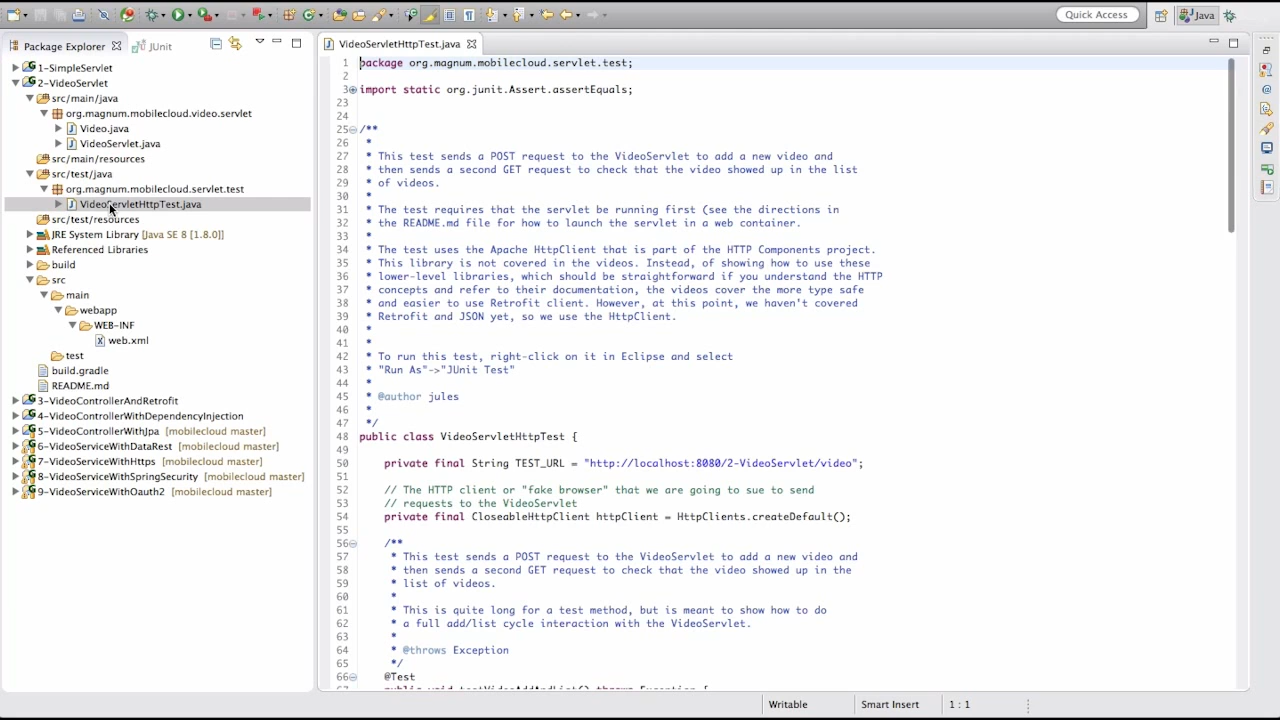 Quick Access
Java
Package Explorer
JUnit
1-SimpleServlet
2-VideoServlet
src/main/java
org.magnum.mobilecloud.video.servlet
Video.java
VideoServlet.java
src/main/resources
src/test/java
org.magnum.mobilecloud.servlet.test
VideoServletHttpTest.java
src/test/resources
JRE System Library [Java SE 8 [1.8.0]]
Referenced Libraries
build
src
main
webapp
WEB-INF
web.xml
test
build.gradle
README.md
3-VideoControllerAndRetrofit
4-VideoControllerWithDependencyInjection
5-VideoControllerWithJpa [mobilecloud master]
6-VideoServiceWithDataRest [mobilecloud master]
7-VideoServiceWithHttps [mobilecloud master]
8-VideoServiceWithSpringSecurity [mobilecloud master]
9-VideoServiceWithOauth2 [mobilecloud master]
VideoServletHttpTest.java
1 package org.magnum.mobilecloud.servlet.test;
2
3 import static org.junit.Assert.assertEquals;
23
24
25 /**
26 *
27 * This test sends a POST request to the VideoServlet to add a new video and
28 * then sends a second GET request to check that the video showed up in the list
29 * of videos.
30 *
31 * The test requires that the servlet be running first (see the directions in
32 * the README.md file for how to launch the servlet in a web container.
33 *
34 * The test uses the Apache HttpClient that is part of the HTTP Components project.
35 * This library is not covered in the videos. Instead, of showing how to use these
36 * lower-level libraries, which should be straightforward if you understand the HTTP
37 * concepts and refer to their documentation, the videos cover the more type safe
38 * and easier to use Retrofit client. However, at this point, we haven't covered
39 * Retrofit and JSON yet, so we use the HttpClient.
40 *
41 *
42 * To run this test, right-click on it in Eclipse and select
43 * "Run As"->"JUnit Test"
44 *
45 * @author jules
46 *
47 */
48 public class VideoServletHttpTest {
49
50 private final String TEST_URL = "http://localhost:8080/2-VideoServlet/video";
51
52 // The HTTP client or "fake browser" that we are going to sue to send
53 // requests to the VideoServlet
54 private final CloseableHttpClient httpClient = HttpClients.createDefault();
55
56 /**
57 * This test sends a POST request to the VideoServlet to add a new video and
58 * then sends a second GET request to check that the video showed up in the
59 * list of videos.
60 *
61 * This is quite long for a test method, but is meant to show how to do
62 * a full add/list cycle interaction with the VideoServlet.
63 *
64 * @throws Exception
65 */
66 @Test
67 public void testVideoAddAndList() throws Exception {
Writable
Smart Insert
1 : 1